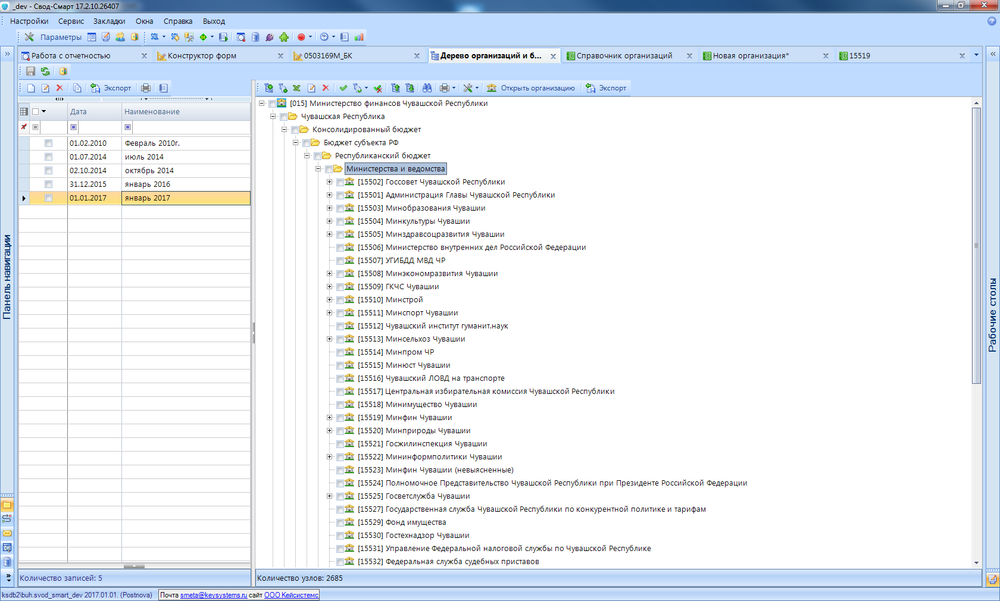 _dev - Свод-Смарт 17.2.10.26407
Настройки Сервис Закладки Окна Справка Выход
Параметры SQL
Работа с отчетностью Конструктор форм 0503169М_БК Дерево организаций и б... Справочник организаций Новая организация* 15519
Экспорт Открыть организацию Экспорт
Дата Наименование
01.02.2010 Февраль 2010г.
01.07.2014 июль 2014
02.10.2014 октябрь 2014
31.12.2015 январь 2016
01.01.2017 январь 2017
Количество записей: 5
[015] Министерство финансов Чувашской Республики
Чувашская Республика
Консолидированный бюджет
Бюджет субъекта РФ
Республиканский бюджет
Министерства и ведомства
[15502] Госсовет Чувашской Республики
[15501] Администрация Главы Чувашской Республики
[15503] Минобразования Чувашии
[15504] Минкультуры Чувашии
[15505] Минздравсоцразвития Чувашии
[15506] Министерство внутренних дел Российской Федерации
[15507] УГИБДД МВД ЧР
[15508] Минэкономразвития Чувашии
[15509] ГКЧС Чувашии
[15510] Минстрой
[15511] Минспорт Чувашии
[15512] Чувашский институт гуманит.наук
[15513] Минсельхоз Чувашии
[15514] Минпром ЧР
[15515] Минюст Чувашии
[15516] Чувашский ЛОВД на транспорте
[15517] Центральная избирательная комиссия Чувашской Республики
[15518] Минимущество Чувашии
[15519] Минфин Чувашии
[15520] Минприроды Чувашии
[15521] Госжилинспекция Чувашии
[15522] Мининформполитики Чувашии
[15523] Минфин Чувашии (невыясненные)
[15524] Полномочное Представительство Чувашской Республики при Президенте Российской Федерации
[15525] Госветслужба Чувашии
[15527] Государственная служба Чувашской Республики по конкурентной политике и тарифам
[15529] Фонд имущества
[15530] Гостехнадзор Чувашии
[15531] Управление Федеральной налоговой службы по Чувашской Республике
[15532] Федеральная служба судебных приставов
Количество узлов: 2685
Панель навигации
Рабочие столы
ksdb2\buh.svod_smart_dev 2017.01.01. (Postnova) Почта smeta@keysystems.ru сайт ООО Кейсистемс